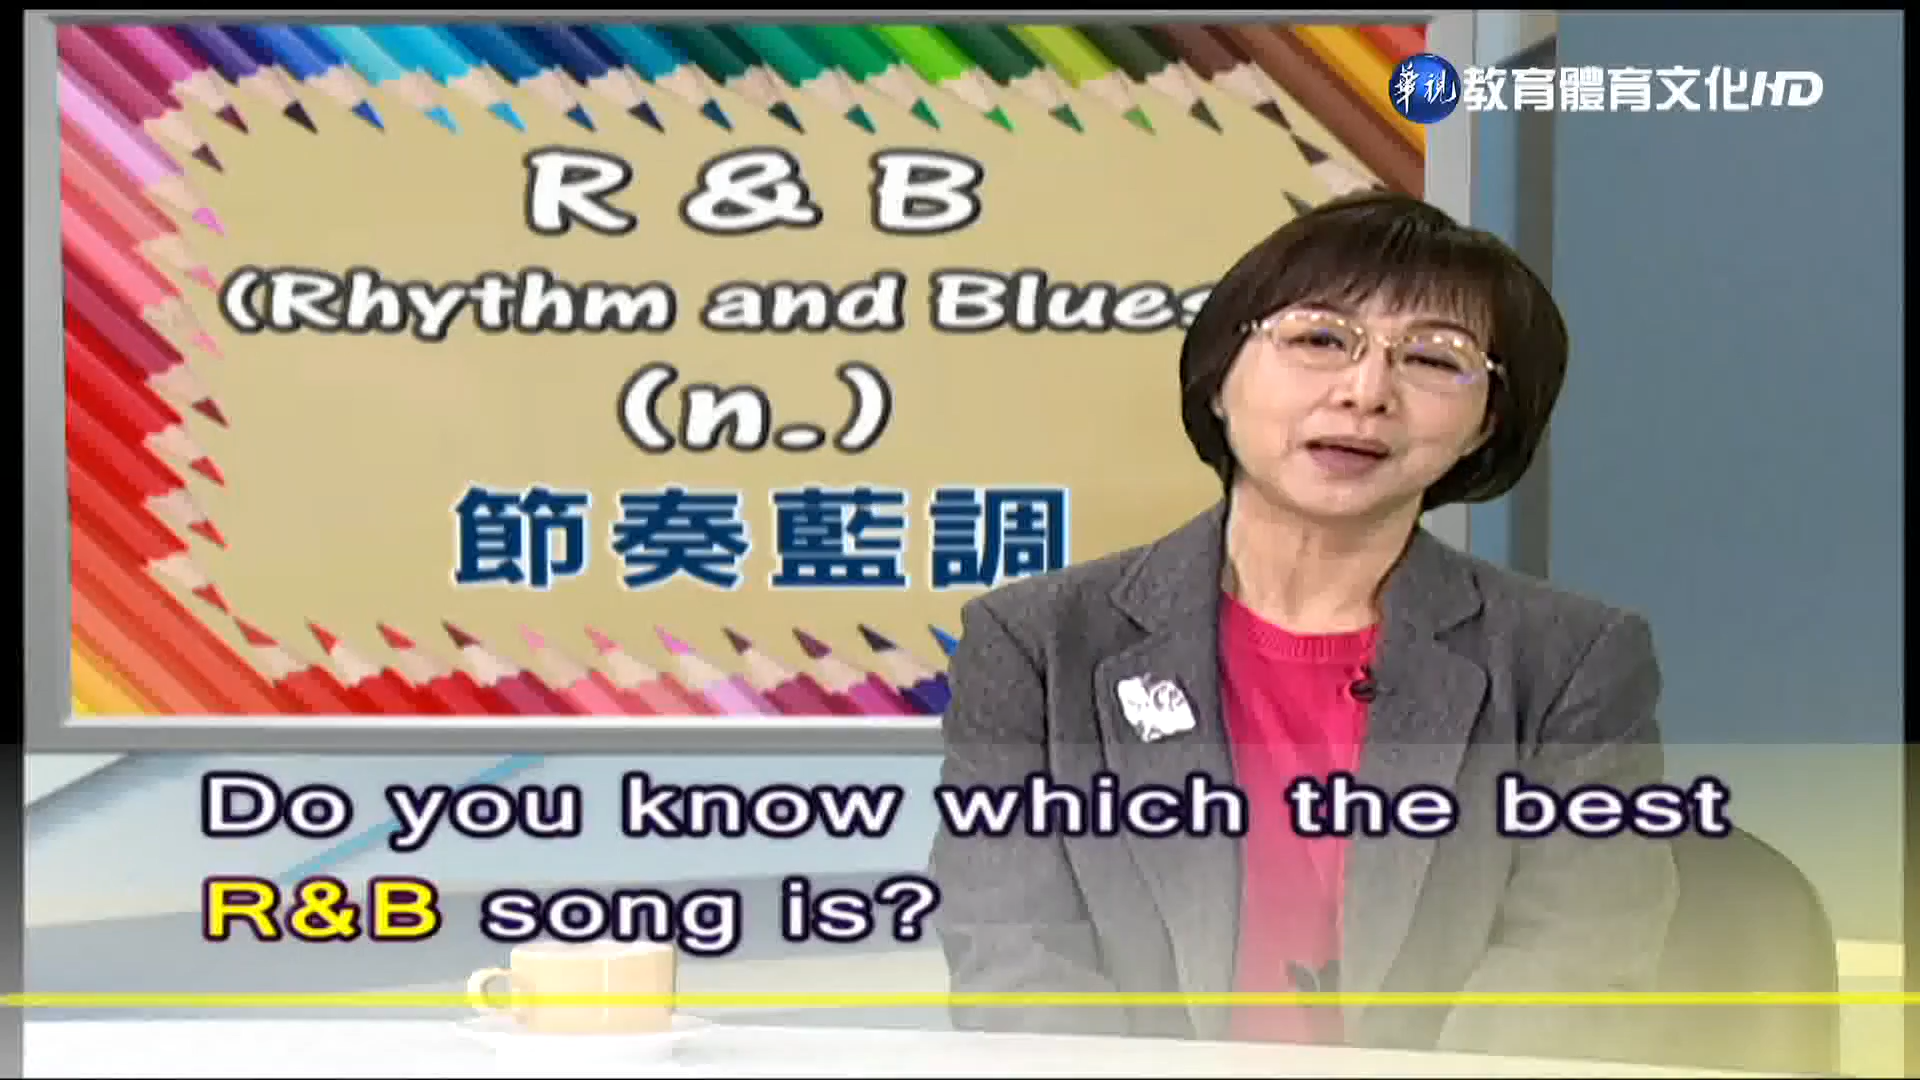 華視 教育體育文化HD
R & B
(Rhythm and Blues
(n.)
節奏藍調
Do you know which the best
R&B song is?